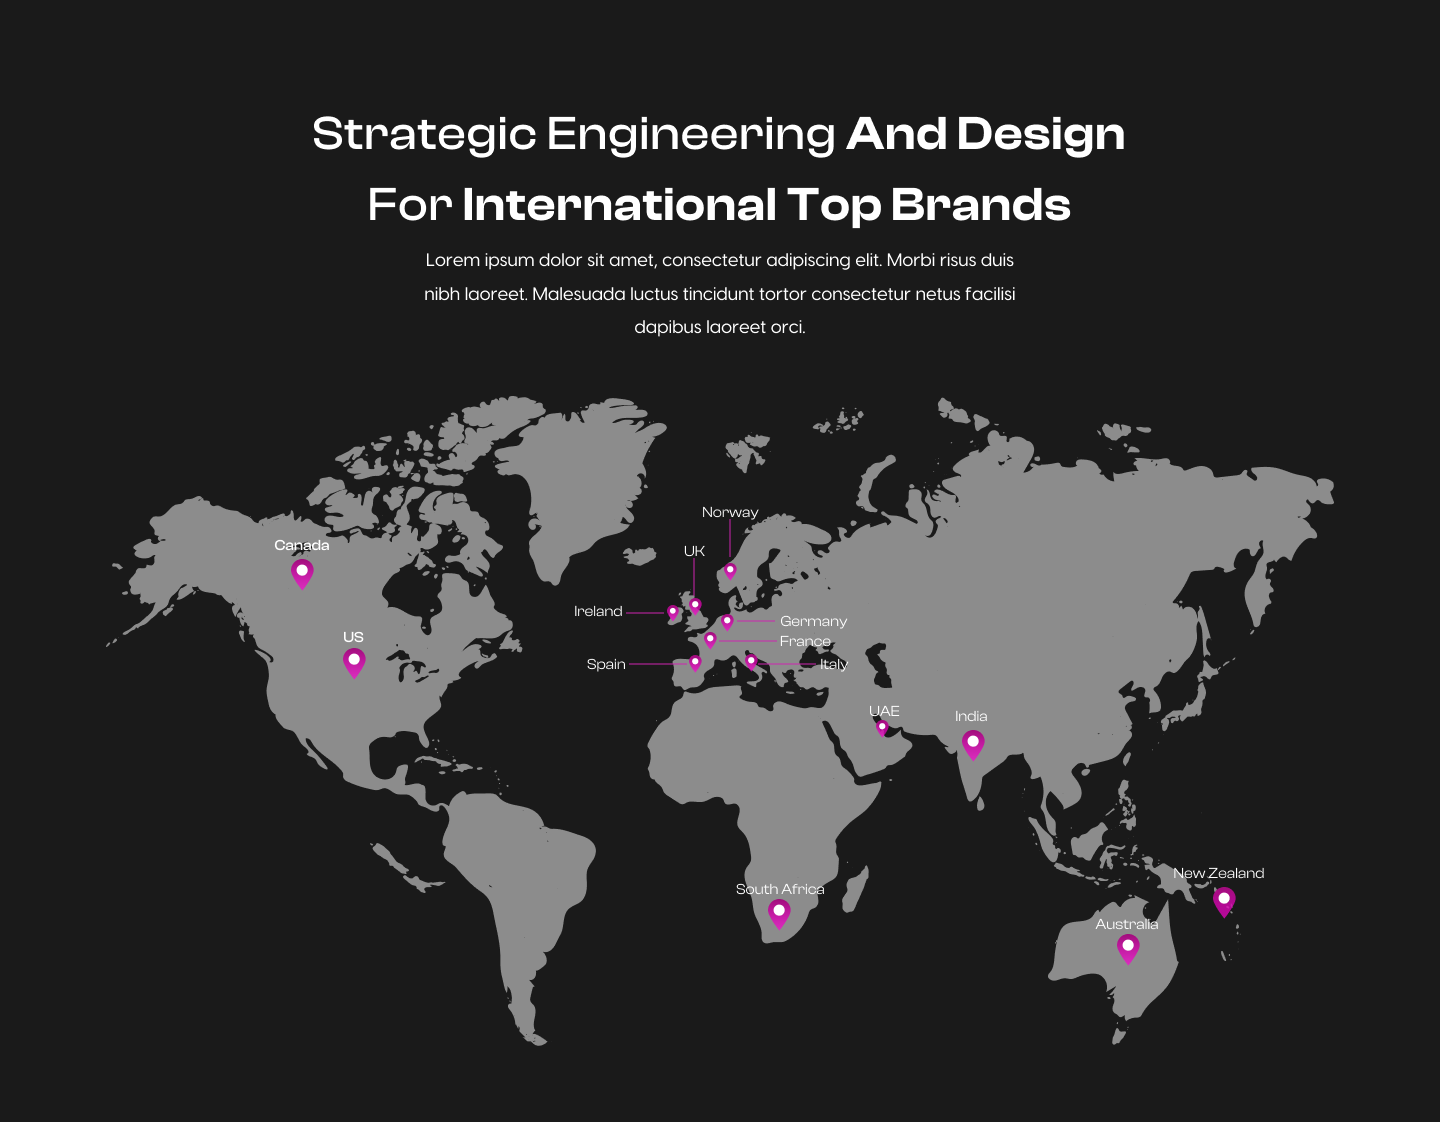 Strategic Engineering And Design
For International Top Brands
Lorem ipsum dolor sit amet, consectetur adipiscing elit. Morbi risus duis
nibh laoreet. Malesuada luctus tincidunt tortor consectetur netus facilisi
dapibus laoreet orci.
Norway
Canada
UK
Ireland
Germany
US
France
Spain
Italy
UAE
India
New Zealand
South Africa
Australia